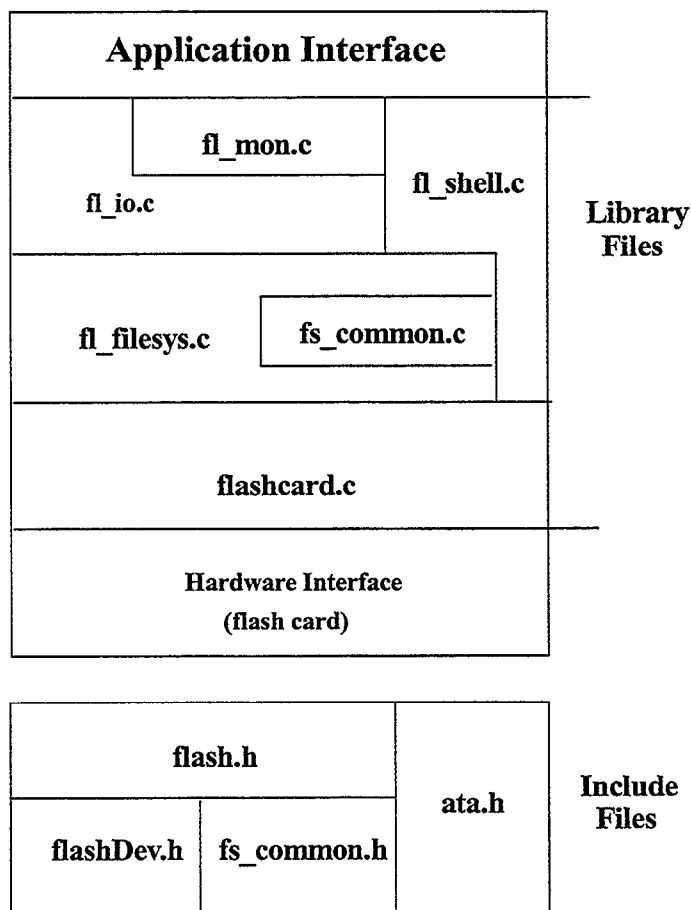 Application Interface
fl_mon.c
fl_io.c
fl_shell.c
Library
Files
fl_filesys.c
fs_common.c
flashcard.c
Hardware Interface
(flash card)
flash.h
ata.h
Include
Files
flashDev.h
fs_common.h